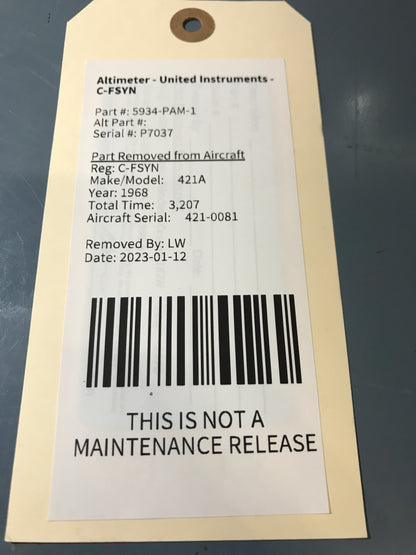 Altimeter - United Instruments -
C-FSYN
Part #: 5934-PAM-1
Alt Part #:
Serial #: P7037
Part Removed from Aircraft
Reg: C-FSYN
Make/Model: 421A
Year: 1968
Total Time: 3,207
Aircraft Serial: 421-0081
Removed By: LW
Date: 2023-01-12
THIS IS NOT A
MAINTENANCE RELEASE